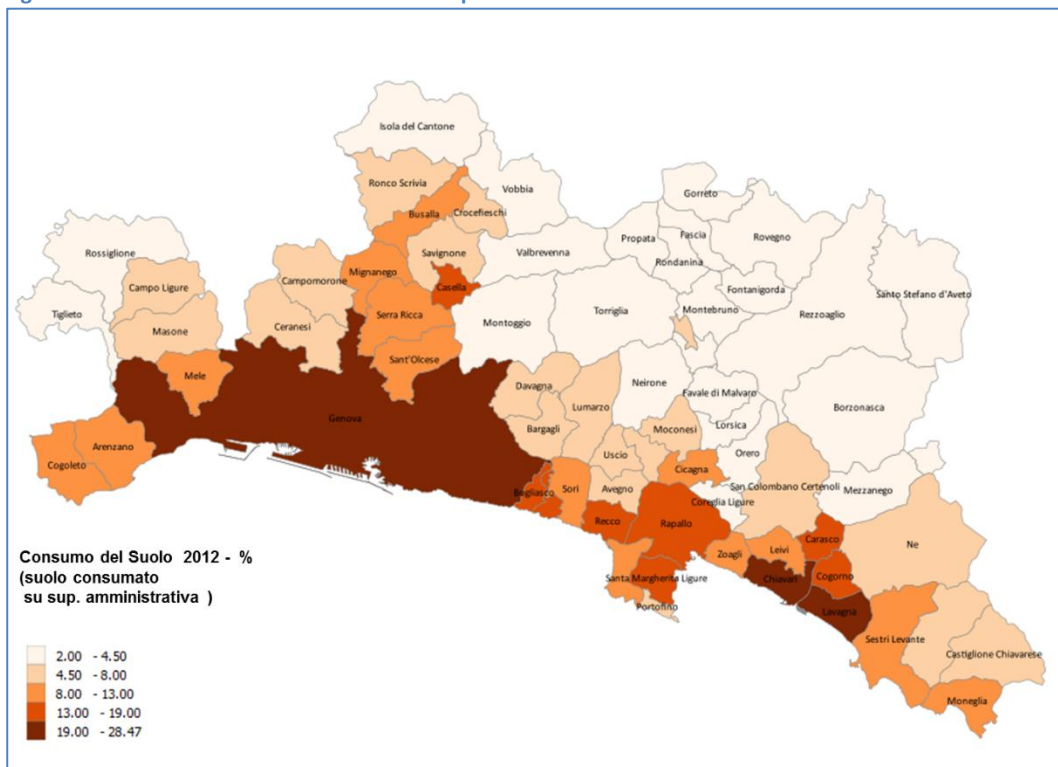 Isola del Cantone
Ronco Scrivia
Vobbia
Gorreto
Busalla
Crocefieschi
Rossiglione
Propata
Fascia
Rovegno
Savignone
Valbrevenna
Rondanina
Mignanego
Campomorone
Campo Ligure
Casella
Fontanigorda
Santo Stefano d'Aveto
Tiglieto
Serra Ricca
Montoggio
Torriglia
Montebruno
Rezzoaglio
Masone
Ceranesi
Sant'Olcese
Mele
Davagna
Neirone
Favale di Malvaro
Lumarzo
Borzonasca
Genova
Bargagli
Moconesi
Lorsica
Arenzano
Uscio
Orero
Cogoleto
Cicagna
San Colombano Certenoli
Mezzanego
Bogliasco
Sori
Avegno
Coreglia Ligure
Recco
Rapallo
Carasco
Ne
Zoagli
Leivi
Consumo del Suolo 2012 - %
(suolo consumato
su sup. amministrativa )
Santa Margherita Ligure
Chiavari
Cogorno
Portofino
Lavagna
Sestri Levante
Castiglione Chiavarese
Moneglia
2.00 - 4.50
4.50 - 8.00
8.00 - 13.00
13.00 - 19.00
19.00 - 28.47